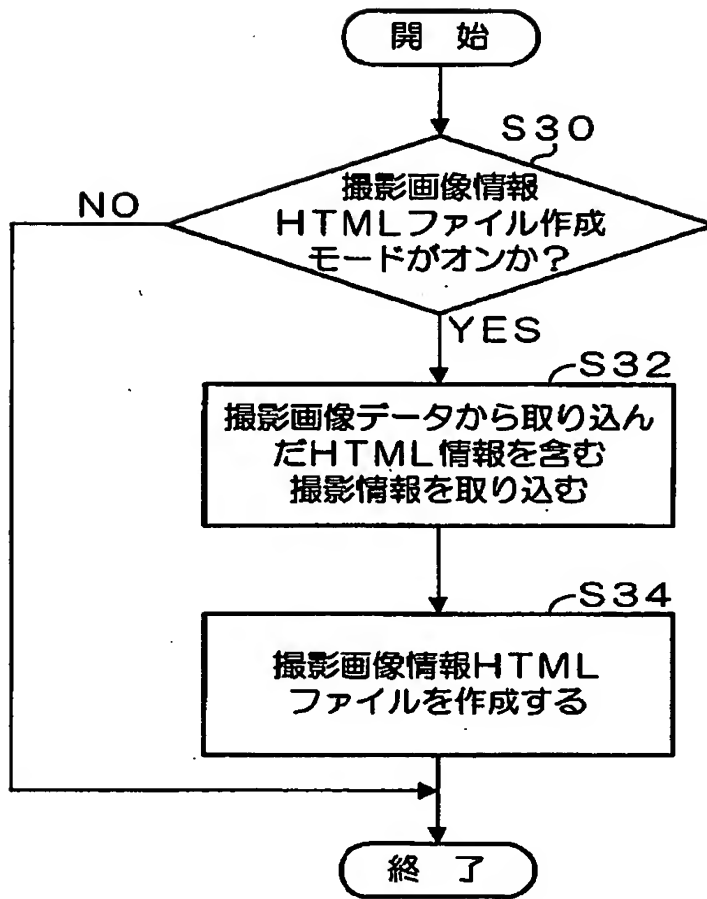 開 始
S30
撮影画像情報
HTMLファイル作成
モードがオンか?
NO
YES
S32
撮影画像データから取り込ん
だHTML情報を含む
撮影情報を取り込む
S34
撮影画像情報HTML
ファイルを作成する
終 了